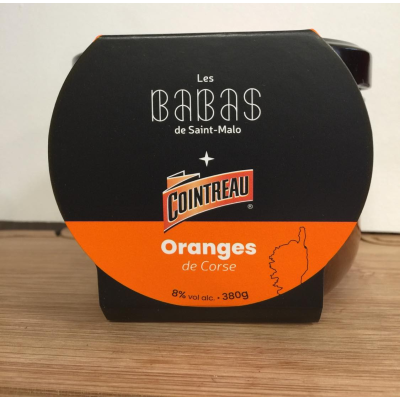 Les
BABAS
de Saint-Malo
COINTREAU
®
Oranges
de Corse
8% vol alc. • 380g